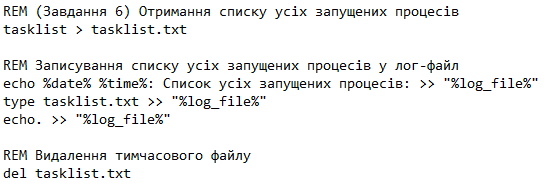 REM (Завдання 6) Отримання списку усіх запущених процесів
tasklist > tasklist.txt
REM Записування списку усіх запущених процесів у лог-файл
echo %date% %time%: Список усіх запущених процесів: >> "%log_file%"
type tasklist.txt >> "%log_file%"
echo. >> "%log_file%"
REM Видалення тимчасового файлу
del tasklist.txt